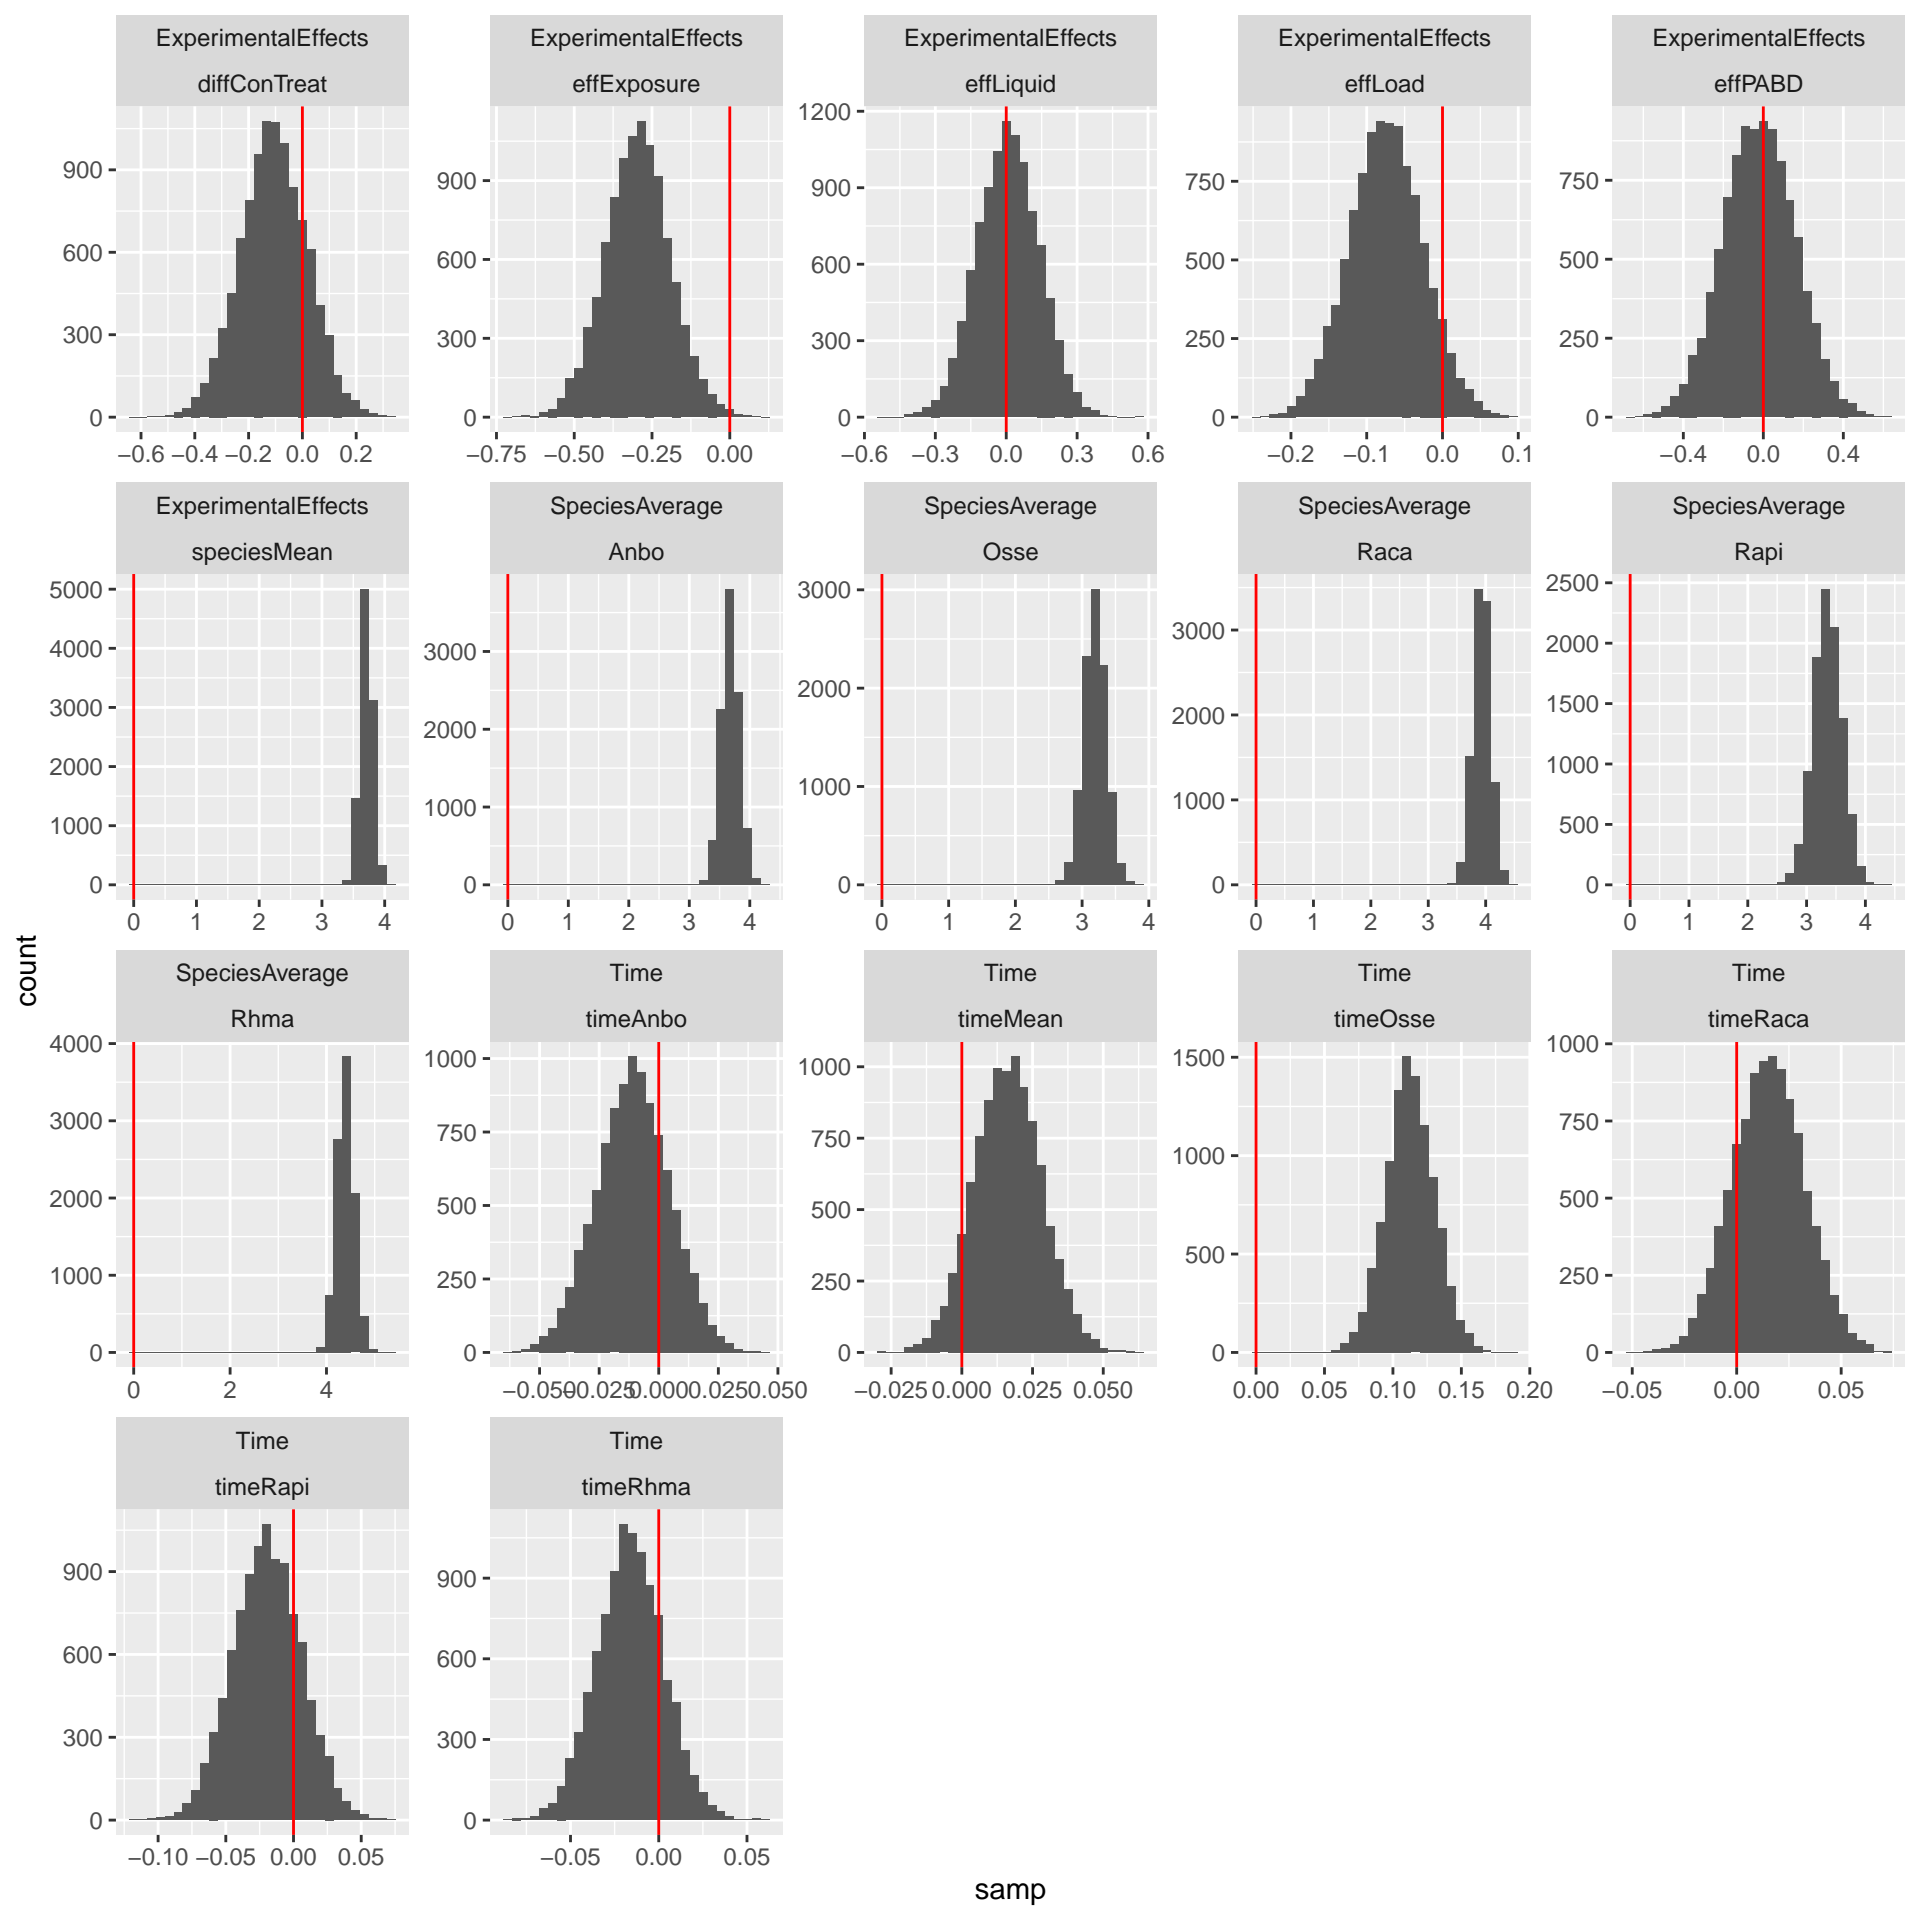 ExperimentalEffects ExperimentalEffects ExperimentalEffects ExperimentalEffects ExperimentalEffects
diffConTreat effExposure effLiquid effLoad effPABD
900 600 300 0
900 600 300 0
1200 900 600 300 0
750 500 250 0
750 500 250 0
−0.6 −0.4 −0.2 0.0 0.2 −0.75 −0.50 −0.25 0.00 −0.6 −0.3 0.0 0.3 0.6 −0.2 −0.1 0.0 0.1 −0.4 0.0 0.4
ExperimentalEffects SpeciesAverage SpeciesAverage SpeciesAverage SpeciesAverage
speciesMean Anbo Osse Raca Rapi
5000 4000 3000 2000 1000 0
3000 2000 1000 0
3000 2000 1000 0
3000 2000 1000 0
2500 2000 1500 1000 500 0
0 1 2 3 4 0 1 2 3 4 0 1 2 3 4 0 1 2 3 4 0 1 2 3 4
count
SpeciesAverage Time Time Time Time
Rhma timeAnbo timeMean timeOsse timeRaca
4000 3000 2000 1000 0
1000 750 500 250 0
1000 750 500 250 0
1500 1000 500 0
1000 750 500 250 0
0 2 4 −0.050 −0.025 0.000 0.025 0.050 −0.025 0.000 0.025 0.050 0.00 0.05 0.10 0.15 0.20 −0.05 0.00 0.05
Time Time
timeRapi timeRhma
900 600 300 0
900 600 300 0
−0.10 −0.05 0.00 0.05 −0.05 0.00 0.05
samp